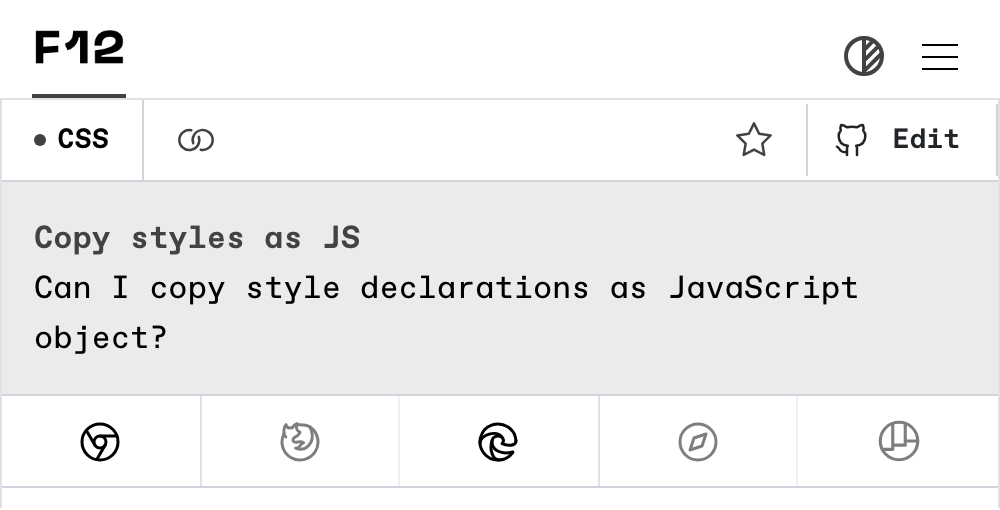 F12
CSS
Edit
Copy styles as JS
Can I copy style declarations as JavaScript
object?